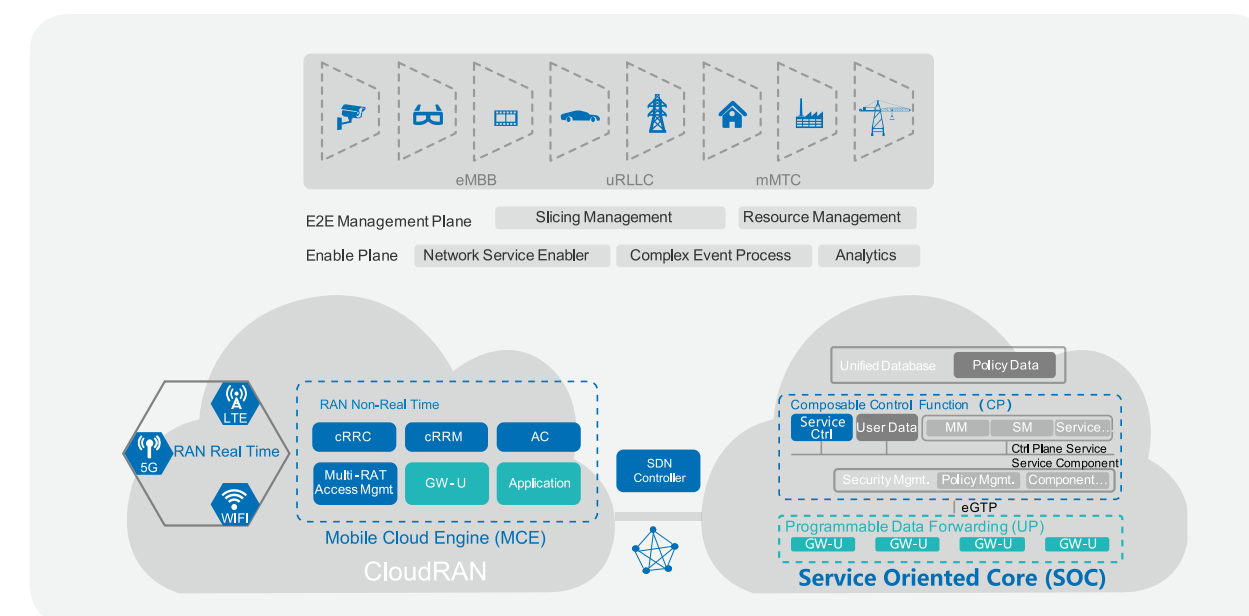 eMBB uRLLC mMTC
E2E Management Plane Slicing Management Resource Management
Enable Plane Network Service Enabler Complex Event Process Analytics
LTE
5G
RAN Real Time
WIFI
RAN Non-Real Time
cRRC cRRM AC
Multi-RAT
Access Mgmt
GW-U Application
Mobile Cloud Engine (MCE)
CloudRAN
SDN
Controller
Unified Database Policy Data
Composable Control Function (CP)
Service
Ctrl
User Data MM SM Service...
Ctrl Plane Service
Service Component
Security Mgmt. Policy Mgmt. Component...
eGTP
Programmable Data Forwarding (UP)
GW-U GW-U GW-U GW-U
Service Oriented Core (SOC)